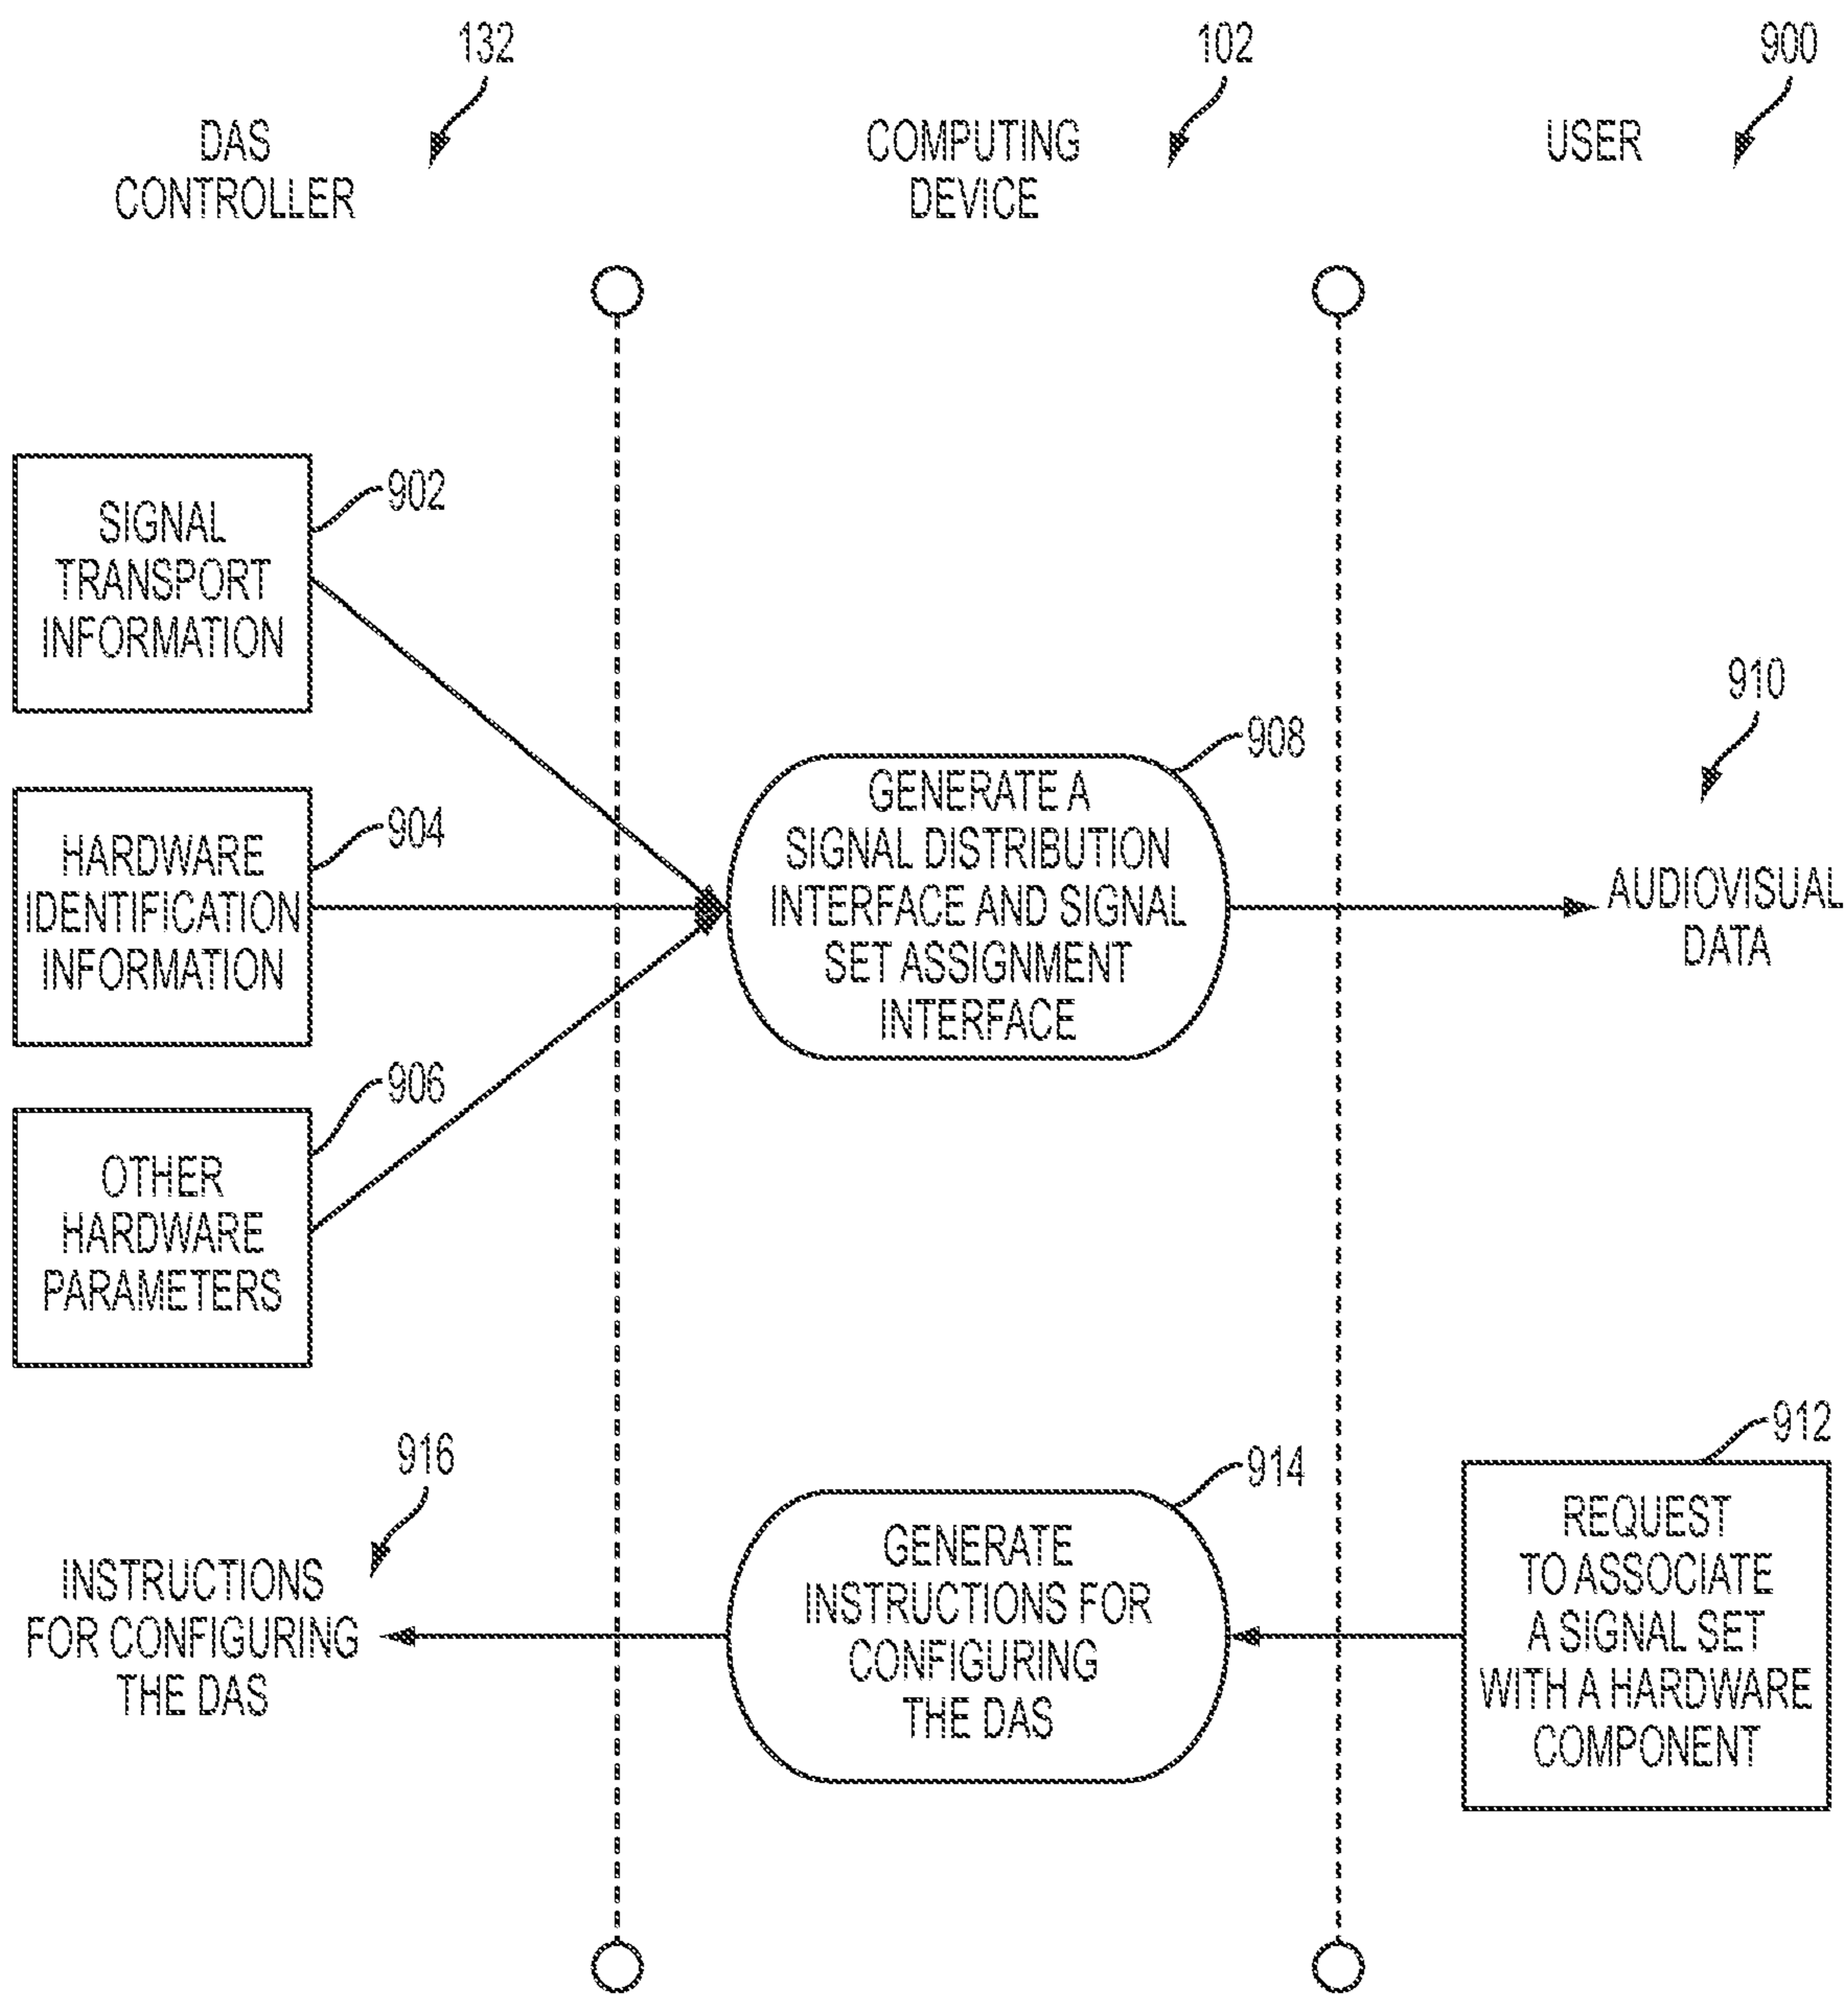 132
102
900
DAS
CONTROLLER
COMPUTING
DEVICE
USER
902
SIGNAL
TRANSPORT
INFORMATION
904
HARDWARE
IDENTIFICATION
INFORMATION
906
OTHER
HARDWARE
PARAMETERS
908
GENERATE A
SIGNAL DISTRIBUTION
INTERFACE AND SIGNAL
SET ASSIGNMENT
INTERFACE
910
AUDIOVISUAL
DATA
912
REQUEST
TO ASSOCIATE
A SIGNAL SET
WITH A HARDWARE
COMPONENT
914
GENERATE
INSTRUCTIONS FOR
CONFIGURING
THE DAS
916
INSTRUCTIONS
FOR CONFIGURING
THE DAS